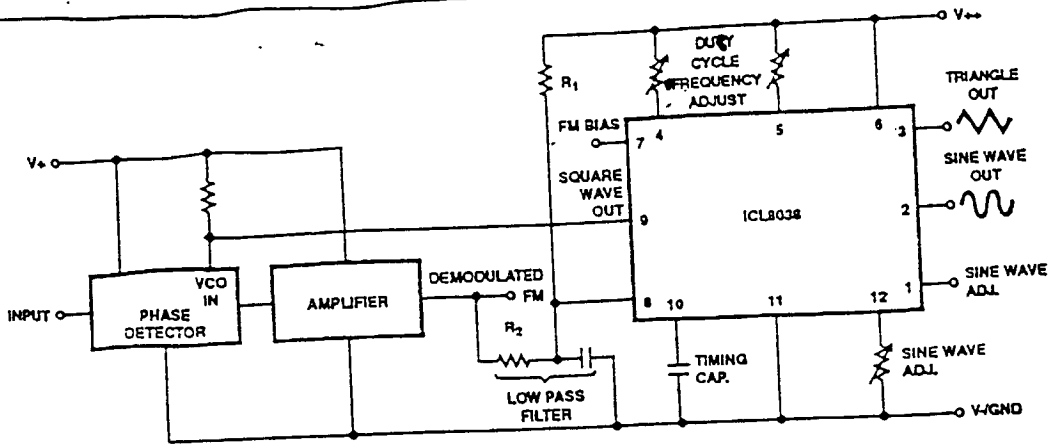 V++
DUTY
CYCLE
FREQUENCY
ADJUST
R1
TRIANGLE
OUT
FM BIAS
7
4
5
6
3
V+
SQUARE
WAVE
OUT
9
ICL8038
SINE WAVE
OUT
2
VCO
IN
DEMODULATED
FM
INPUT
PHASE
DETECTOR
AMPLIFIER
8
10
11
12
1
SINE WAVE
ADJ.
R2
TIMING
CAP.
SINE WAVE
ADJ.
LOW PASS
FILTER
V-/GND